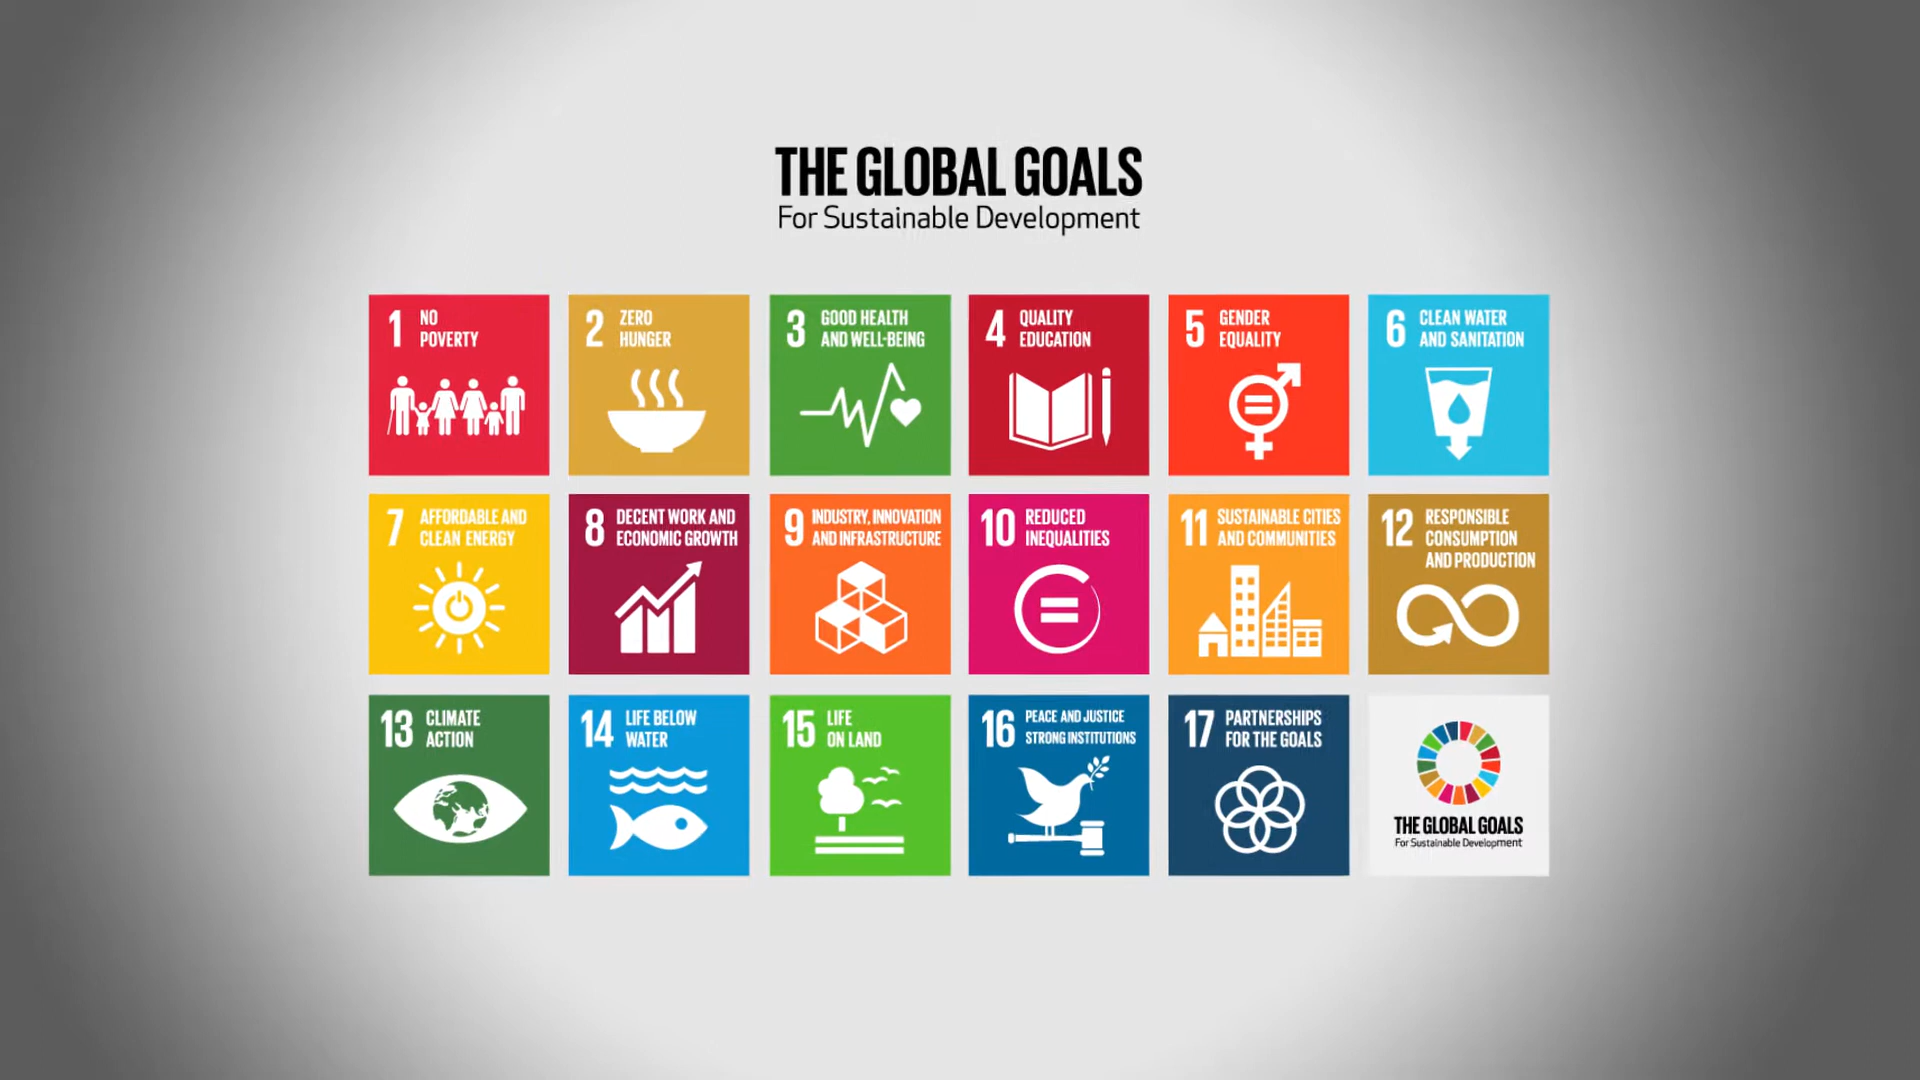 THE GLOBAL GOALS
For Sustainable Development
1 NO
POVERTY
2 ZERO
HUNGER
3 GOOD HEALTH
AND WELL-BEING
4 QUALITY
EDUCATION
5 GENDER
EQUALITY
6 CLEAN WATER
AND SANITATION
7 AFFORDABLE AND
CLEAN ENERGY
8 DECENT WORK AND
ECONOMIC GROWTH
9 INDUSTRY, INNOVATION
AND INFRASTRUCTURE
10 REDUCED
INEQUALITIES
11 SUSTAINABLE CITIES
AND COMMUNITIES
12 RESPONSIBLE
CONSUMPTION
AND PRODUCTION
13 CLIMATE
ACTION
14 LIFE BELOW
WATER
15 LIFE
ON LAND
16 PEACE AND JUSTICE
STRONG INSTITUTIONS
17 PARTNERSHIPS
FOR THE GOALS
THE GLOBAL GOALS
For Sustainable Development